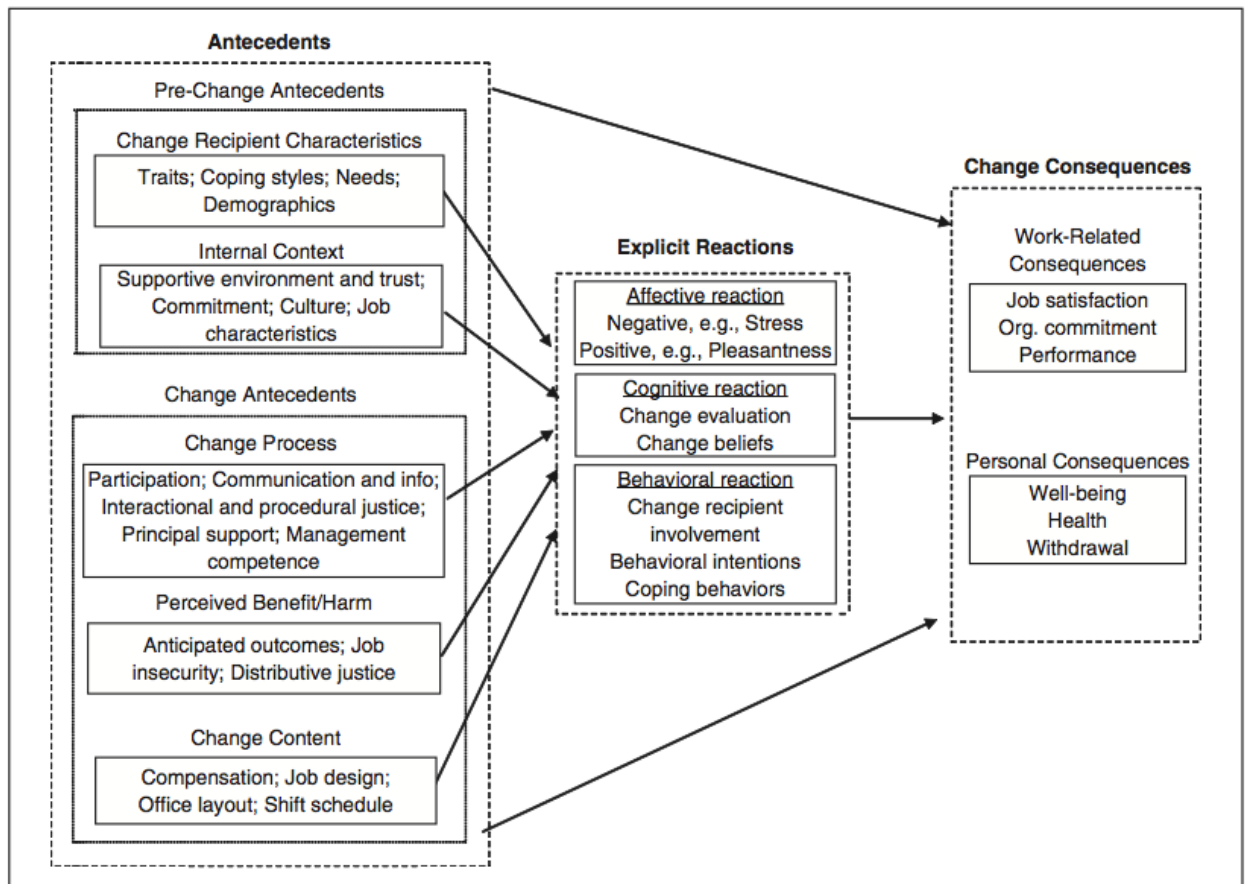 Antecedents
Pre-Change Antecedents
Change Recipient Characteristics
Traits; Coping styles; Needs;
Demographics
Internal Context
Supportive environment and trust;
Commitment; Culture; Job
characteristics
Change Antecedents
Change Process
Participation; Communication and info;
Interactional and procedural justice;
Principal support; Management
competence
Perceived Benefit/Harm
Anticipated outcomes; Job
insecurity; Distributive justice
Change Content
Compensation; Job design;
Office layout; Shift schedule
Explicit Reactions
Affective reaction
Negative, e.g., Stress
Positive, e.g., Pleasantness
Cognitive reaction
Change evaluation
Change beliefs
Behavioral reaction
Change recipient
involvement
Behavioral intentions
Coping behaviors
Change Consequences
Work-Related
Consequences
Job satisfaction
Org. commitment
Performance
Personal Consequences
Well-being
Health
Withdrawal